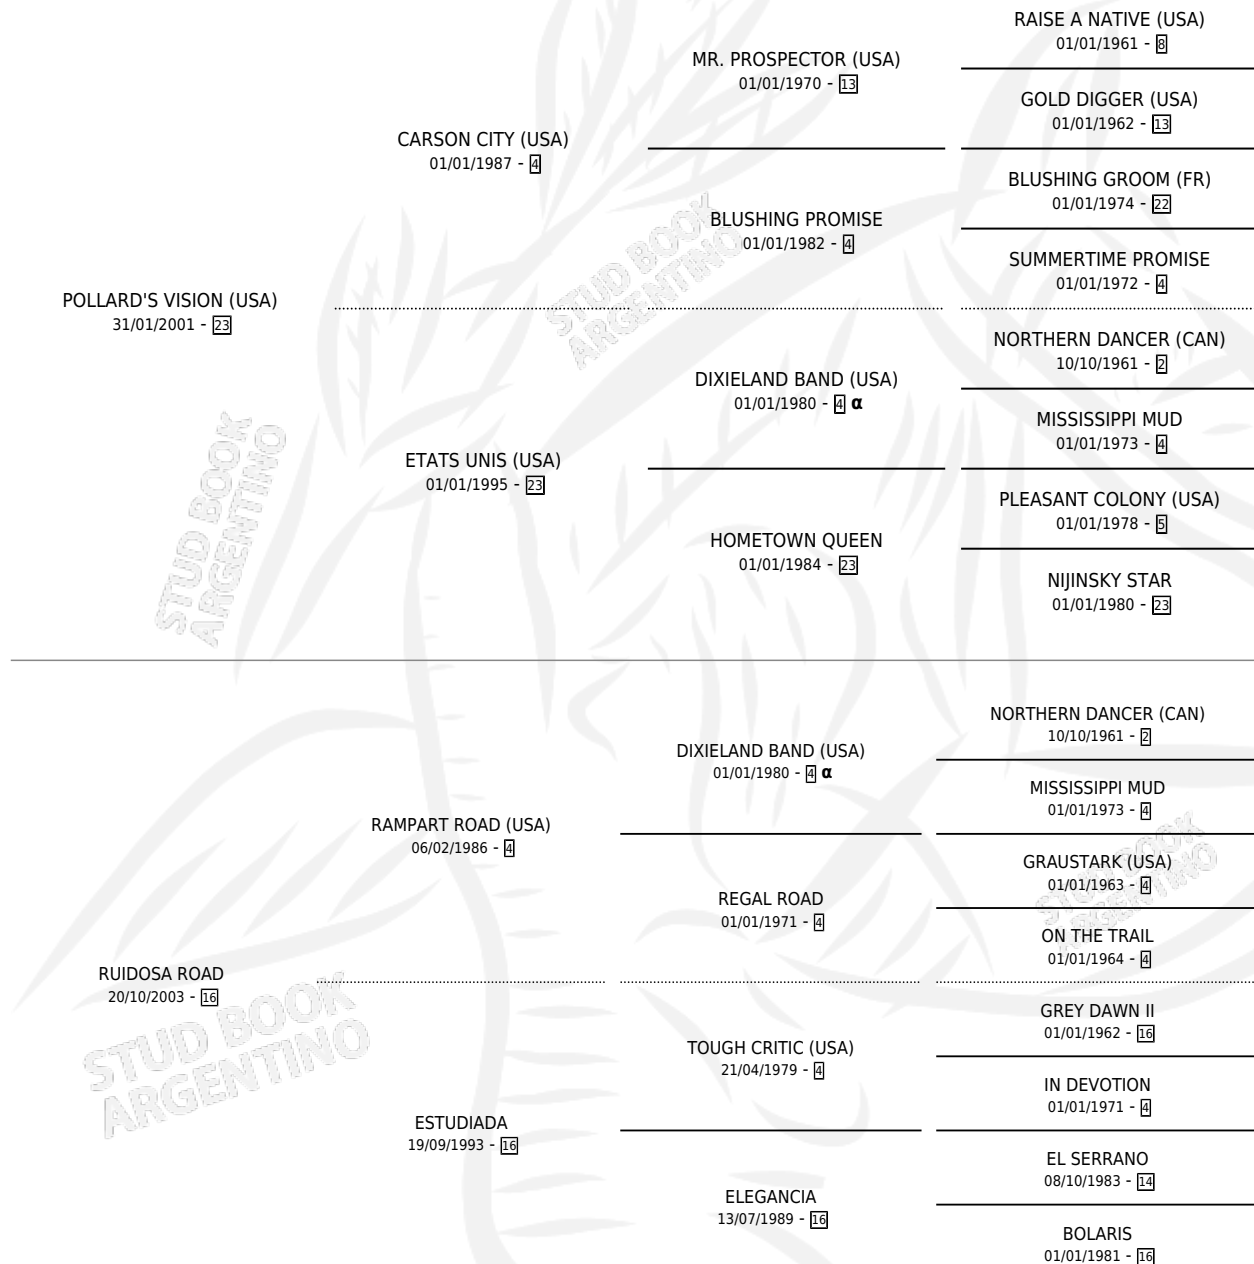 RAISE A NATIVE (USA)
01/01/1961 - 8
MR. PROSPECTOR (USA)
01/01/1970 - 13
GOLD DIGGER (USA)
01/01/1962 - 13
CARSON CITY (USA)
01/01/1987 - 4
BLUSHING GROOM (FR)
01/01/1974 - 22
BLUSHING PROMISE
01/01/1982 - 4
SUMMERTIME PROMISE
01/01/1972 - 4
STUD BOOK
ARGENTINO
POLLARD'S VISION (USA)
31/01/2001 - 23
NORTHERN DANCER (CAN)
10/10/1961 - 2
DIXIELAND BAND (USA)
01/01/1980 - 4 α
MISSISSIPPI MUD
01/01/1973 - 4
ETATS UNIS (USA)
01/01/1995 - 23
PLEASANT COLONY (USA)
01/01/1978 - 5
HOMETOWN QUEEN
01/01/1984 - 23
NIJINSKY STAR
01/01/1980 - 23
STUD BOOK
ARGENTINO
NORTHERN DANCER (CAN)
10/10/1961 - 2
DIXIELAND BAND (USA)
01/01/1980 - 4 α
MISSISSIPPI MUD
01/01/1973 - 4
RAMPART ROAD (USA)
06/02/1986 - 4
GRAUSTARK (USA)
01/01/1963 - 4
REGAL ROAD
01/01/1971 - 4
ON THE TRAIL
01/01/1964 - 4
STUD BOOK
ARGENTINO
RUIDOSA ROAD
20/10/2003 - 16
GREY DAWN II
01/01/1962 - 16
TOUGH CRITIC (USA)
21/04/1979 - 4
IN DEVOTION
01/01/1971 - 4
STUD BOOK
ARGENTINO
ESTUDIADA
19/09/1993 - 16
EL SERRANO
08/10/1983 - 14
ELEGANCIA
13/07/1989 - 16
BOLARIS
01/01/1981 - 16